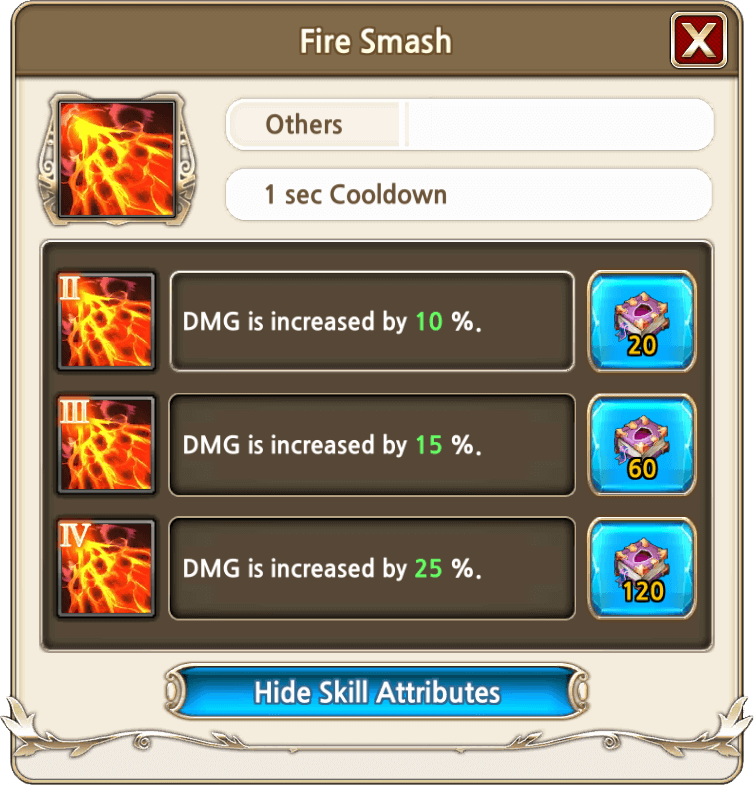 Fire Smash
X
Others
1 sec Cooldown
II
DMG is increased by 10 %.
20
III
DMG is increased by 15 %.
60
IV
DMG is increased by 25 %.
120
Hide Skill Attributes